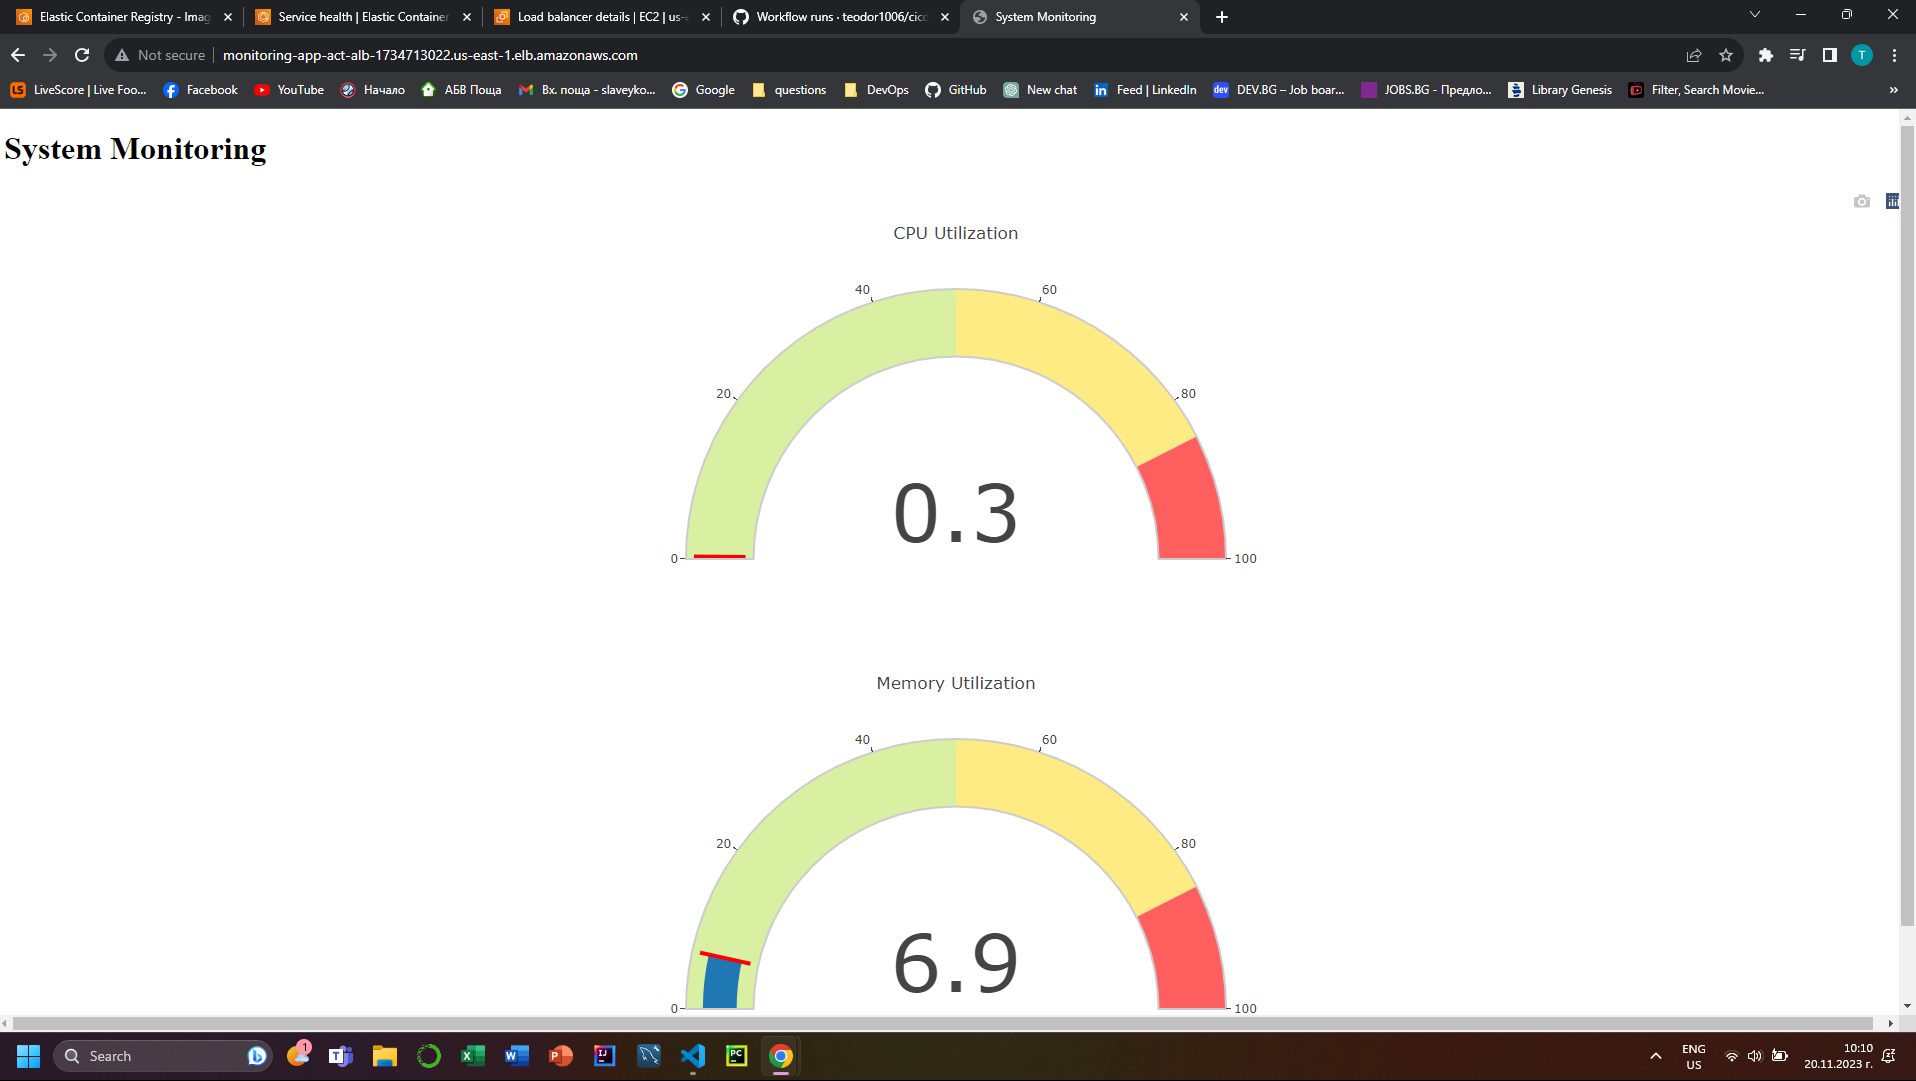 Elastic Container Registry - Imag
Service health | Elastic Container
Load balancer details | EC2 | us-e
Workflow runs · teodor1006/cicd
System Monitoring
Not secure
monitoring-app-act-alb-1734713022.us-east-1.elb.amazonaws.com
T
LS
LiveScore | Live Foo...
Facebook
YouTube
Начало
АБВ Поща
Вх. поща - slaveyko...
Google
questions
DevOps
GitHub
New chat
Feed | LinkedIn
dev
DEV.BG – Job boar...
JOBS.BG - Предло...
Library Genesis
Filter, Search Movie...
»
System Monitoring
CPU Utilization
40
60
20
80
0.3
0
100
Memory Utilization
40
60
20
80
6.9
0
100
Search
1
ENG
US
10:10
20.11.2023 г.